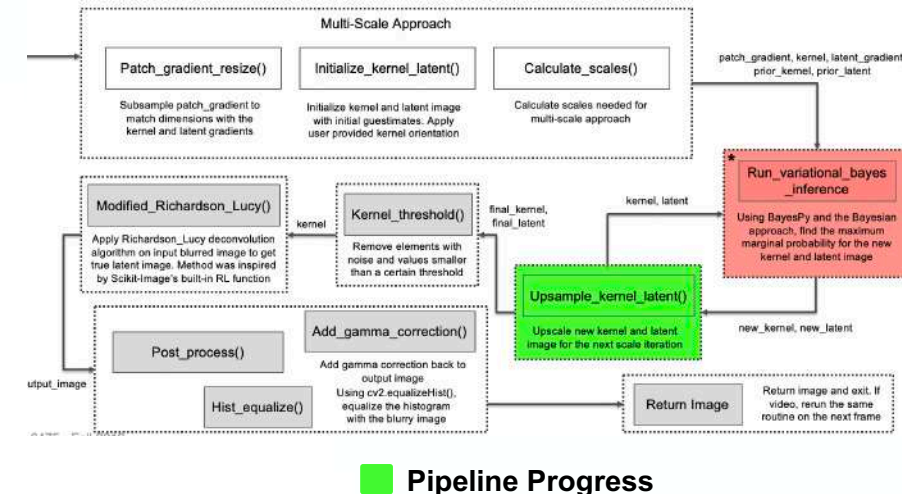 Multi-Scale Approach
Patch_gradient_resize()
Subsample patch_gradient to
match dimensions with the
kernel and latent gradients
Initialize_kernel_latent()
Initialize kernel and latent image
with initial guestimates. Apply
user provided kernel orientation
Calculate_scales()
Calculate scales needed for
multi-scale approach
patch_gradient, kernel, latent_gradient
prior_kernel, prior_latent
*
Run_variational_bayes
_inference
Using BayesPy and the Bayesian
approach, find the maximum
marginal probability for the new
kernel and latent image
kernel, latent
Modified_Richardson_Lucy()
Apply Richardson_Lucy deconvolution
algorithm on input blurred image to get
true latent image. Method was inspired
by Scikit-Image's built-in RL function
kernel
Kernel_threshold()
Remove elements with
noise and values smaller
than a certain threshold
final_kernel,
final_latent
Upsample_kernel_latent()
Upscale new kernel and latent
image for the next scale iteration
new_kernel, new_latent
utput_image
Post_process()
Hist_equalize()
Add_gamma_correction()
Add gamma correction back to
output image
Using cv2.equalizeHist(),
equalize the histogram
with the blurry image
Return Image
Return image and exit. If
video, rerun the same
routine on the next frame
Pipeline Progress